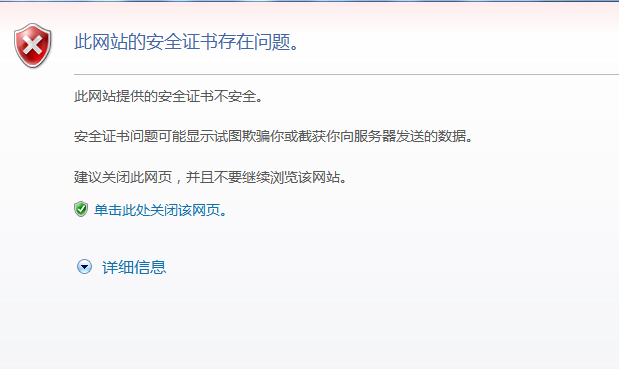 此网站的安全证书存在问题。
此网站提供的安全证书不安全。
安全证书问题可能显示试图欺骗你或截获你向服务器发送的数据。
建议关闭此网页，并且不要继续浏览该网站。
单击此处关闭该网页。
详细信息